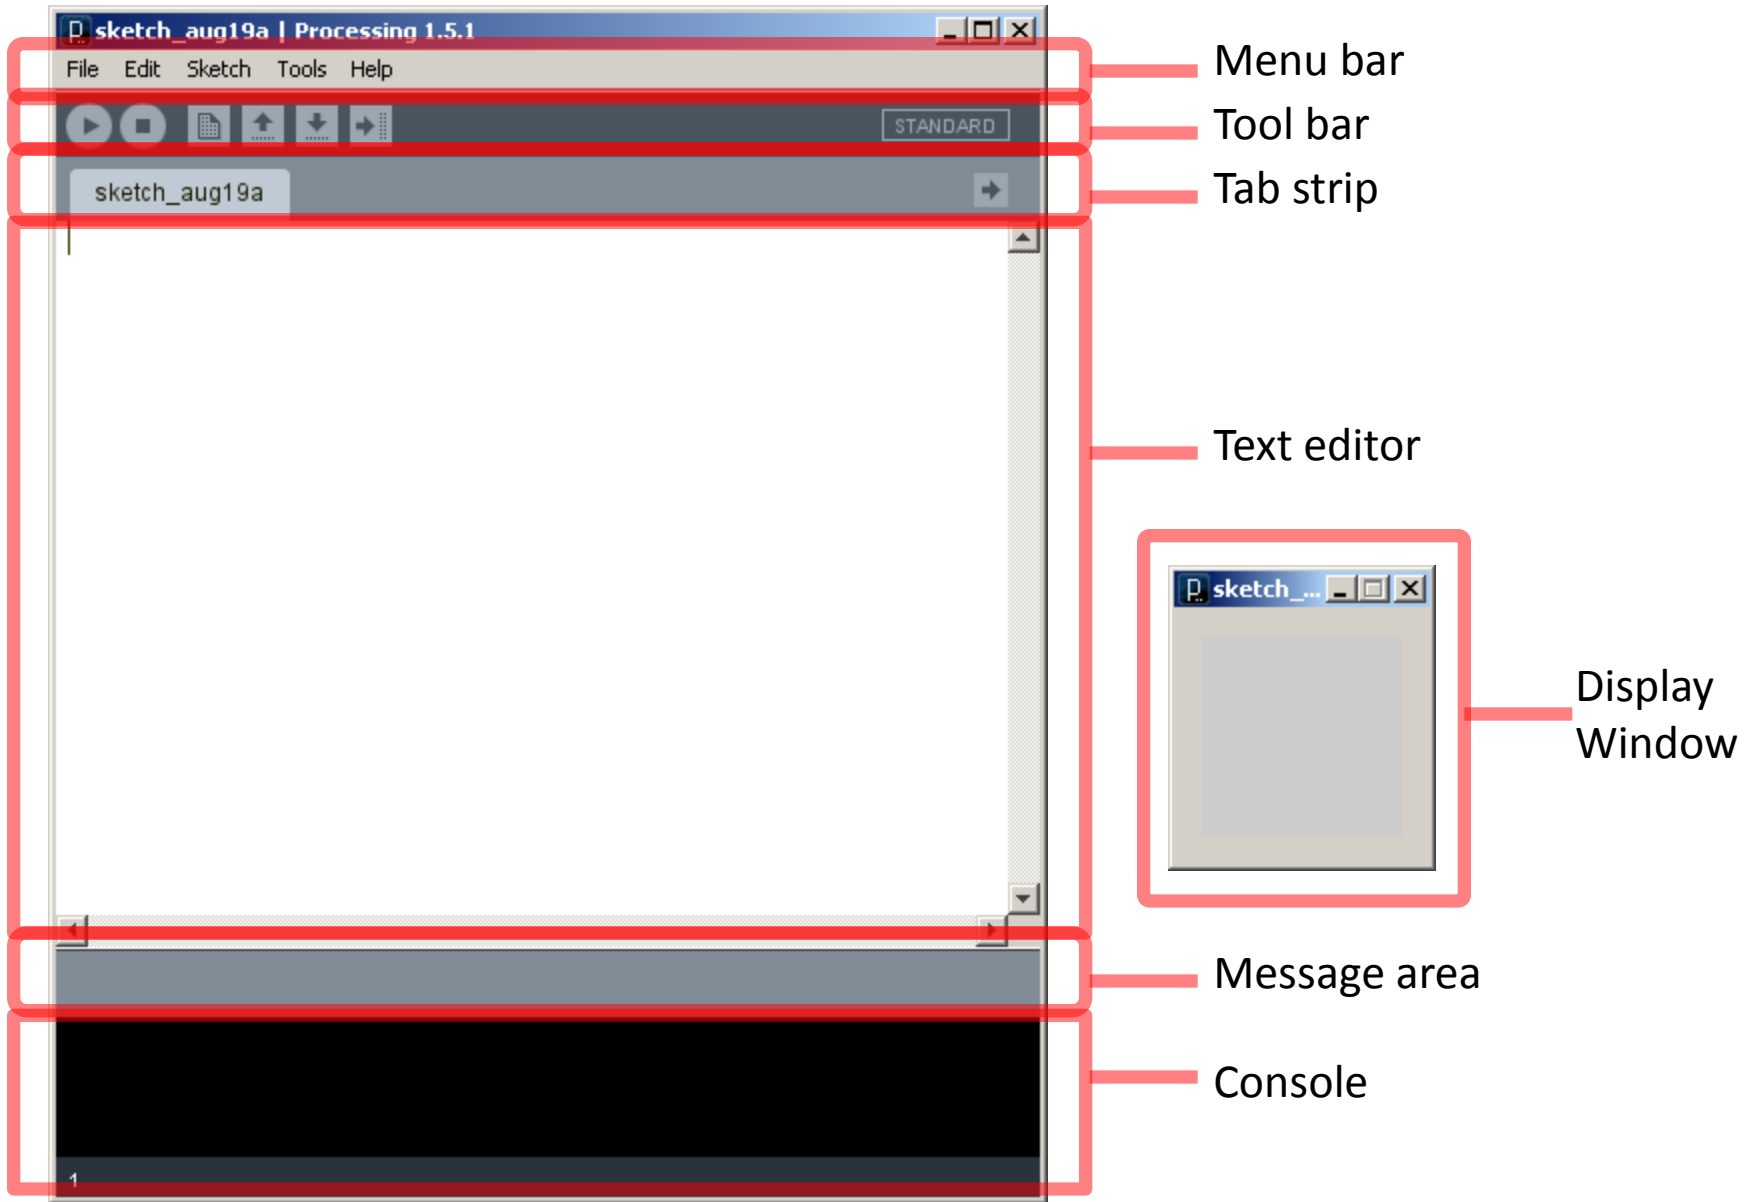 sketch_aug19a | Processing 1.5.1
File Edit Sketch Tools Help
Menu bar
STANDARD
Tool bar
sketch_aug19a
Tab strip
Text editor
sketch_...
Display
Window
Message area
Console
1